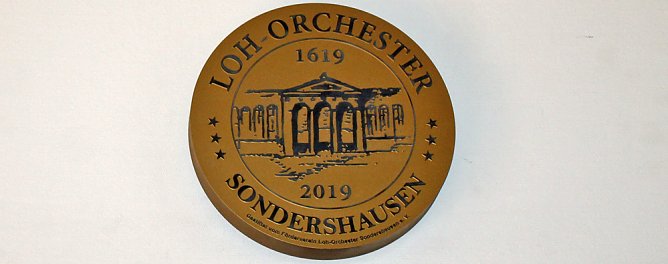 LOH-ORCHESTER
1619
2019
SONDERSHAUSEN
Gestiftet vom Förderverein Loh-Orchester Sondershausen e.V.